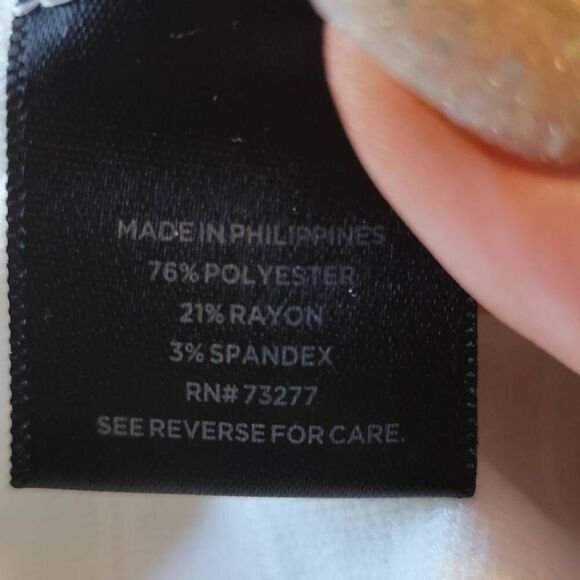 MADE IN PHILIPPINES
76% POLYESTER
21% RAYON
3% SPANDEX
RN# 73277
SEE REVERSE FOR CARE.